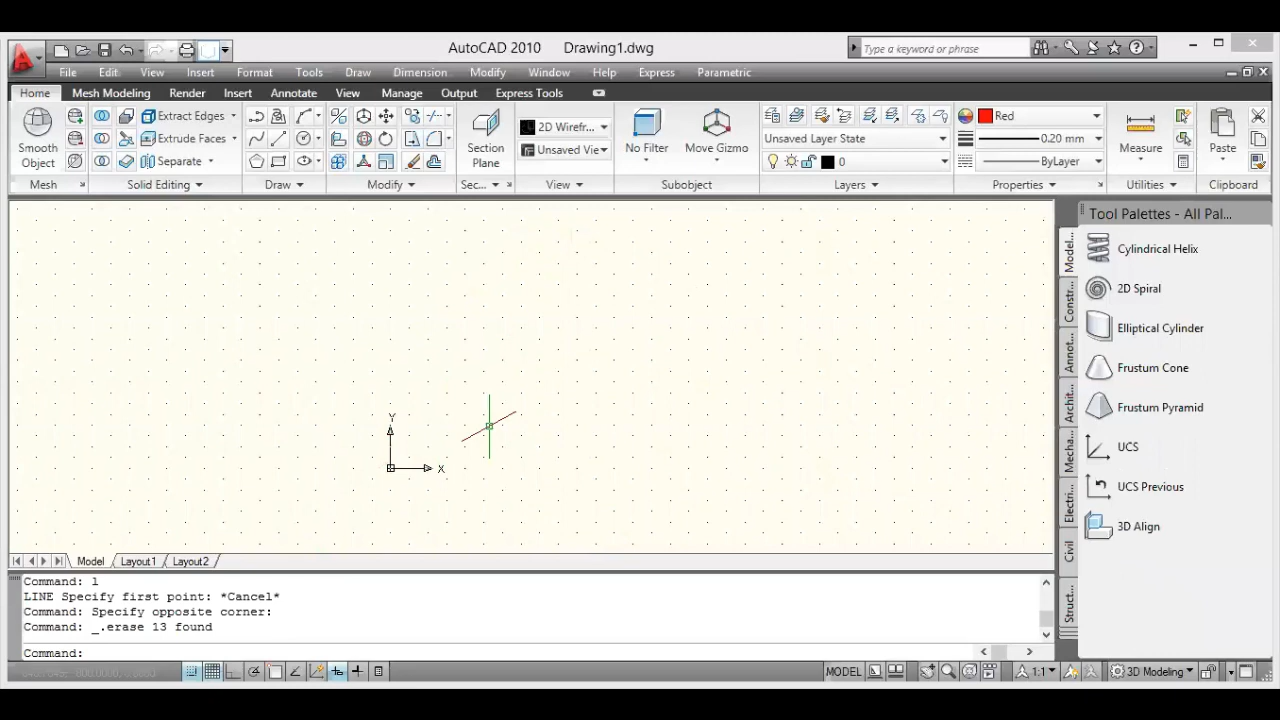 AutoCAD 2010 Drawing1.dwg Type a keyword or phrase
File Edit View Insert Format Tools Draw Dimension Modify Window Help Express Parametric
Home Mesh Modeling Render Insert Annotate View Manage Output Express Tools
Smooth Object
Extract Edges
Extrude Faces
Separate
Section Plane
2D Wirefr...
Unsaved Vie
No Filter
Move Gizmo
Unsaved Layer State
0
Red
0.20 mm
ByLayer
Measure
Paste
Mesh Solid Editing Draw Modify Sec... View Subobject Layers Properties Utilities Clipboard
Tool Palettes - All Pal...
Model...
Constr...
Annot...
Archit...
Mecha...
Electri...
Civil
Struct...
Cylindrical Helix
2D Spiral
Elliptical Cylinder
Frustum Cone
Frustum Pyramid
UCS
UCS Previous
3D Align
Y
X
Model Layout1 Layout2
Command: l
LINE Specify first point: *Cancel*
Command: Specify opposite corner:
Command: _.erase 13 found
Command:
MODEL 1:1 3D Modeling